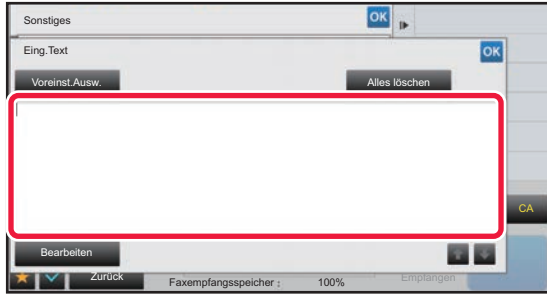 Sonstiges OK
Eing.Text OK
Voreinst.Ausw. Alles löschen
CA
Bearbeiten
Zurück Faxempfangsspeicher : 100% Empfangen